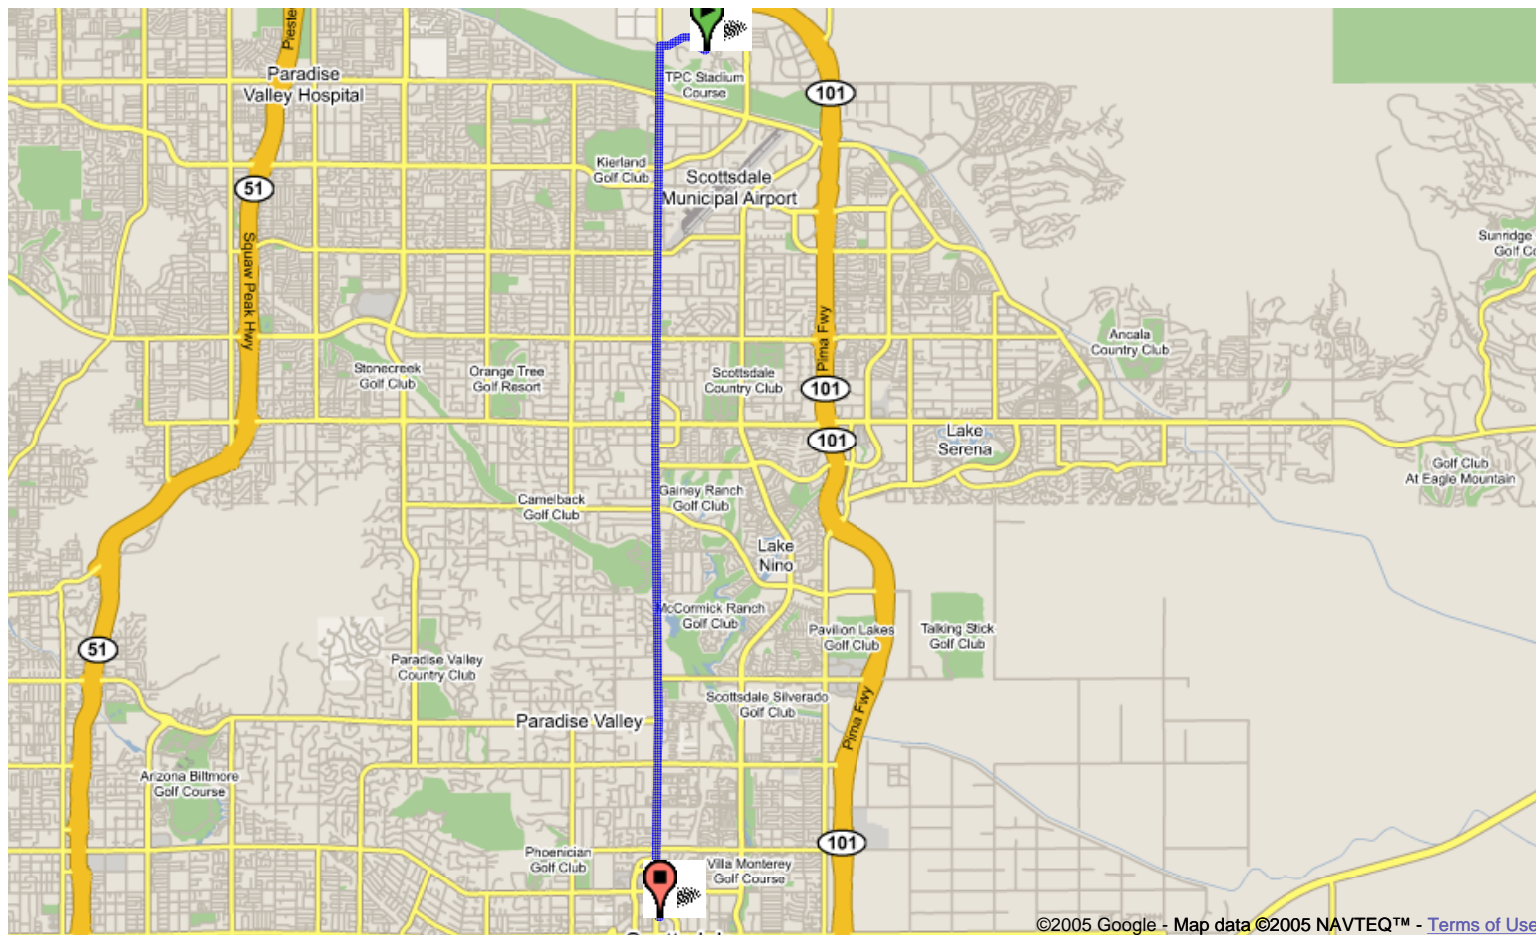 Pieste
Paradise
Valley Hospital
TPC Stadium
Course
101
Kierland
Golf Club
Scottsdale
Municipal Airport
51
Squaw Peak Hwy
Sunridge
Golf Co
Pima Fwy
Ancala
Country Club
Stonecreek
Golf Club
Orange Tree
Golf Resort
Scottsdale
Country Club
101
101
Lake
Serena
Golf Club
At Eagle Mountain
Gainey Ranch
Golf Club
Camelback
Golf Club
Lake
Nino
McCormick Ranch
Golf Club
Pavilion Lakes
Golf Club
Talking Stick
Golf Club
51
Paradise Valley
Country Club
Scottsdale Silverado
Golf Club
Paradise Valley
Pima Fwy
Arizona Biltmore
Golf Course
101
Phoenician
Golf Club
Villa Monterey
Golf Course
©2005 Google - Map data ©2005 NAVTEQ™ - Terms of Use